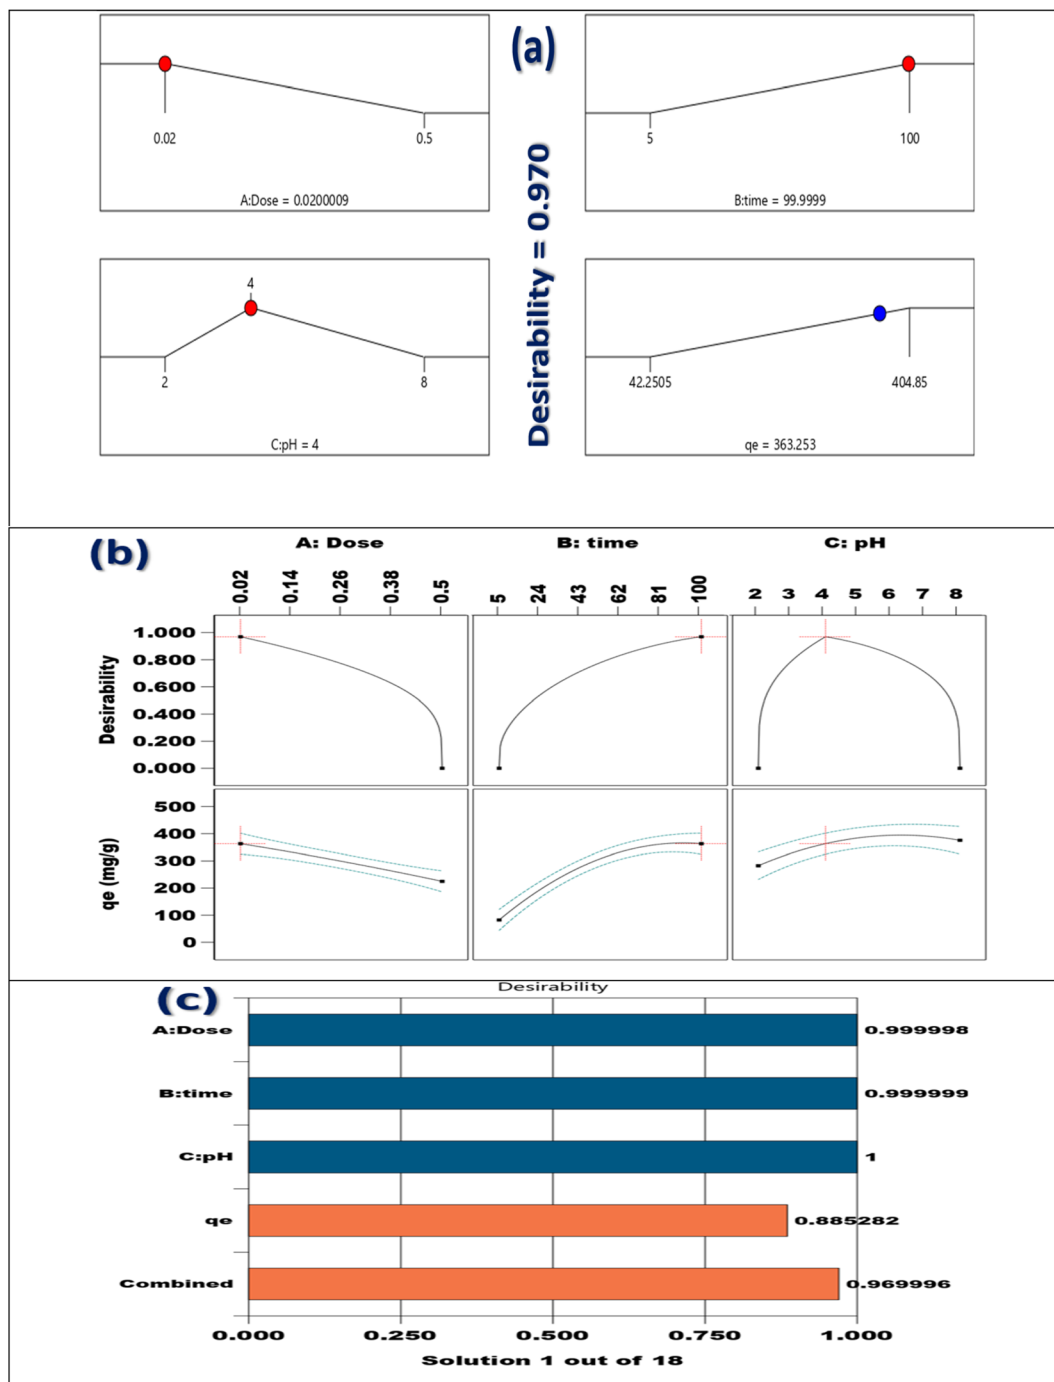 (a)
0.02
0.5
A:Dose = 0.0200009
5
100
B:time = 99.9999
Desirability = 0.970
4
2
8
C:pH = 4
42.2505
404.85
qe = 363.253
(b)
A: Dose
B: time
C: pH
0.02
0.14
0.26
0.38
0.5
5
24
43
62
81
100
2 3 4 5 6 7 8
Desirability
1.000
0.800
0.600
0.400
0.200
0.000
qe (mg/g)
500
400
300
200
100
0
(c)
Desirability
A:Dose
0.999998
B:time
0.999999
C:pH
1
qe
0.885282
Combined
0.969996
0.000 0.250 0.500 0.750 1.000
Solution 1 out of 18